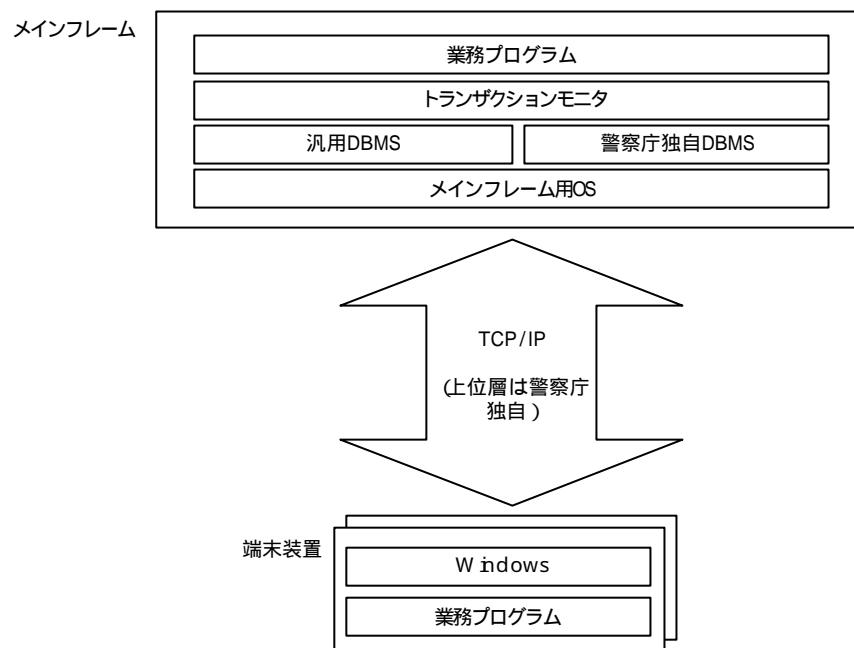 メインフレーム
業務プログラム
トランザクションモニタ
汎用DBMS
警察庁独自DBMS
メインフレーム用OS
TCP/IP
(上位層は警察庁
独自)
端末装置
Windows
業務プログラム